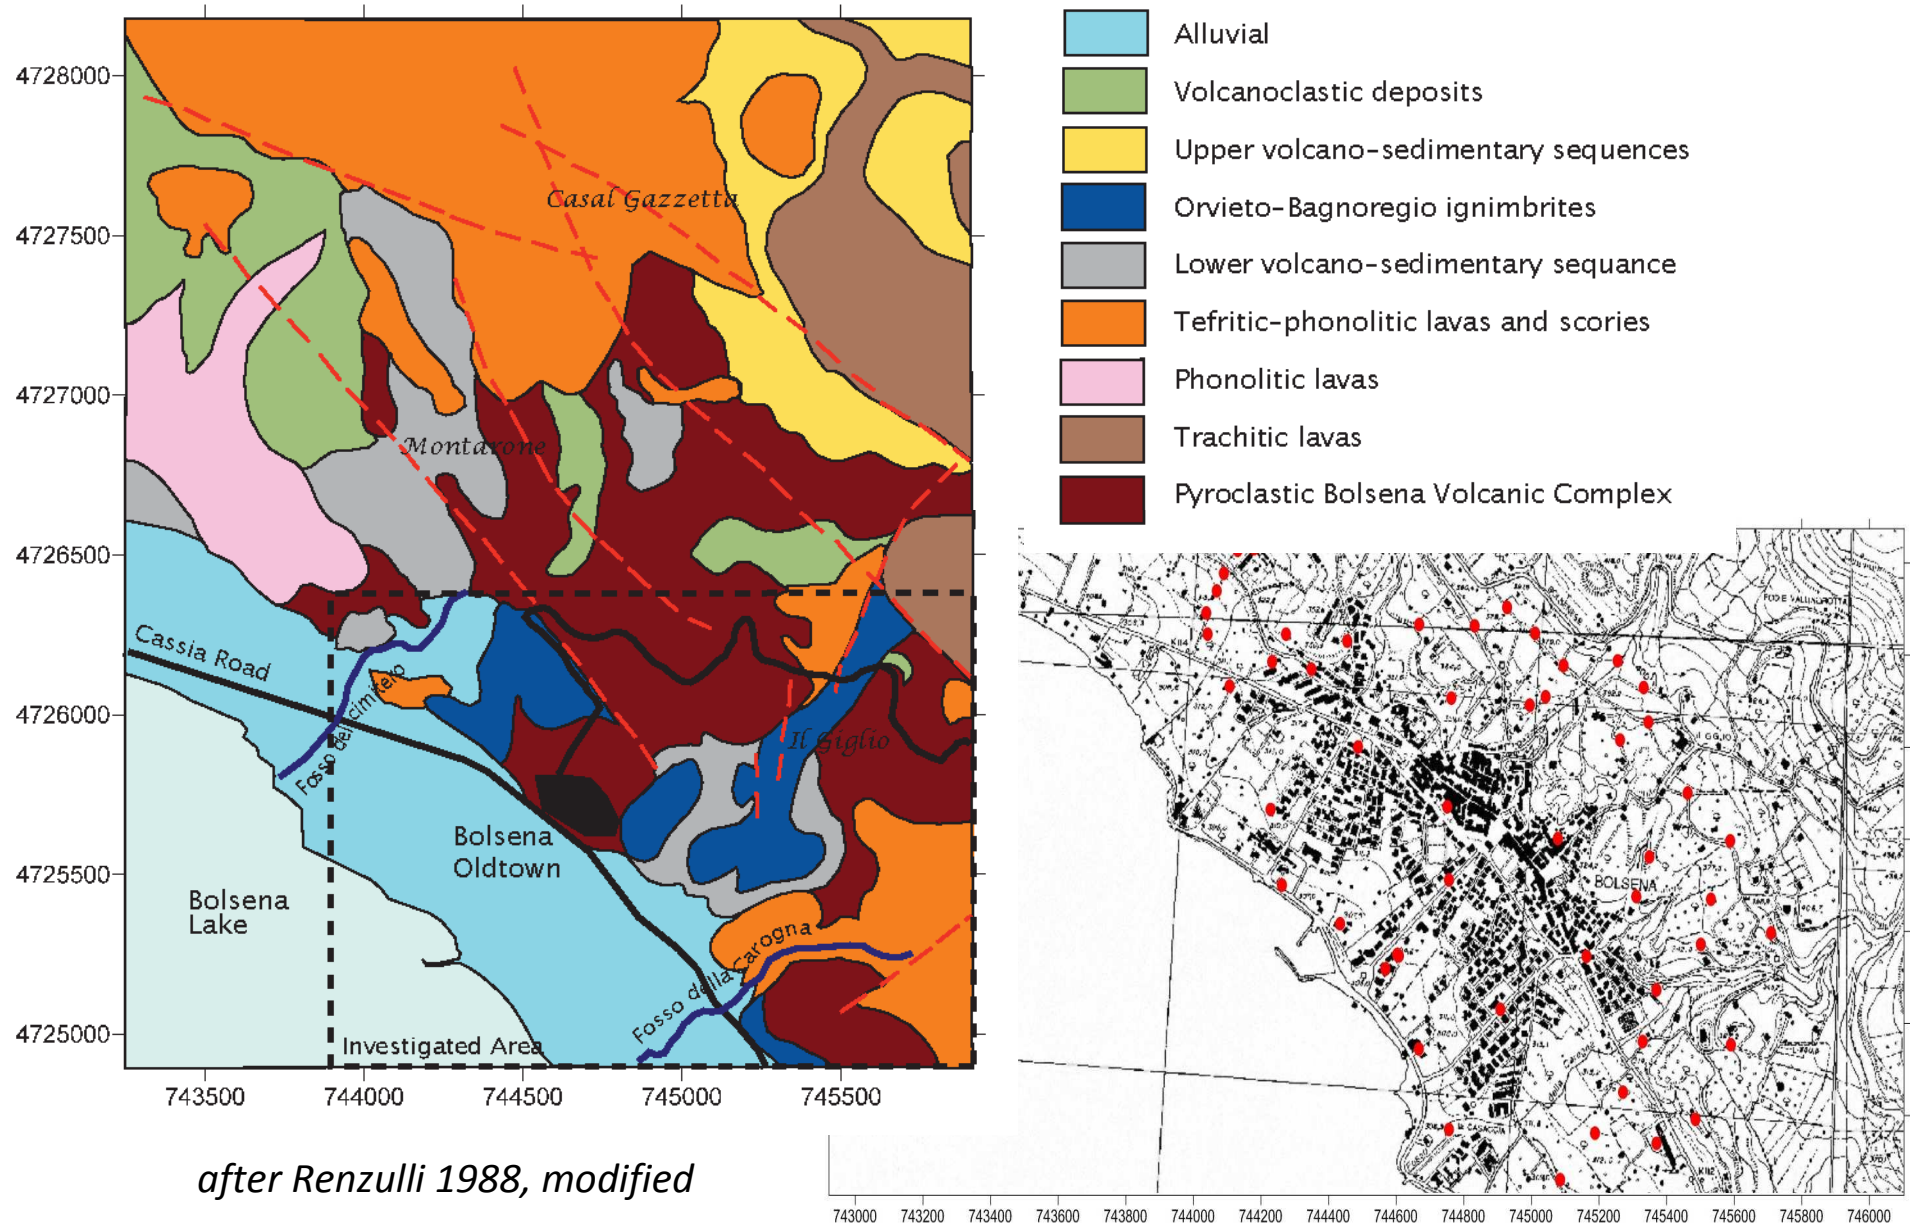 4728000
4727500
4727000
4726500
4726000
4725500
4725000
743500
744000
744500
745000
745500
Casal Gazzetta
Montarone
Cassia Road
Fosso del cimitero
Il Giglio
Bolsena
Oldtown
Bolsena
Lake
Fosso della Carogna
Investigated Area
after Renzulli 1988, modified
Alluvial
Volcanoclastic deposits
Upper volcano-sedimentary sequences
Orvieto-Bagnoregio ignimbrites
Lower volcano-sedimentary sequance
Tefritic-phonolitic lavas and scories
Phonolitic lavas
Trachitic lavas
Pyroclastic Bolsena Volcanic Complex
BOLSENA
743000
743200
743400
743600
743800
744000
744200
744400
744600
744800
745000
745200
745400
745600
745800
746000